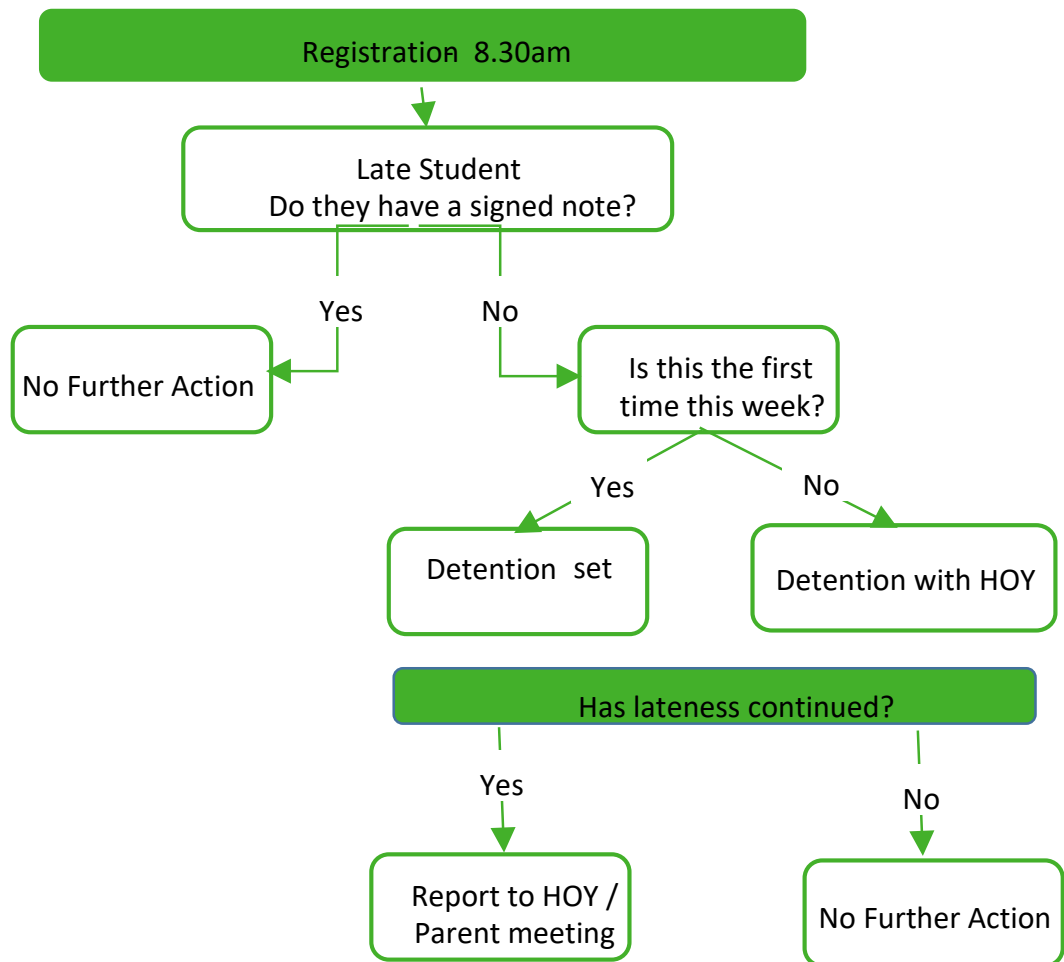 Registration- 8.30am
Late Student
Do they have a signed note?
Yes
No
No Further Action
Is this the first
time this week?
Yes
No
Detention set
Detention with HOY
Has lateness continued?
Yes
No
Report to HOY /
Parent meeting
No Further Action